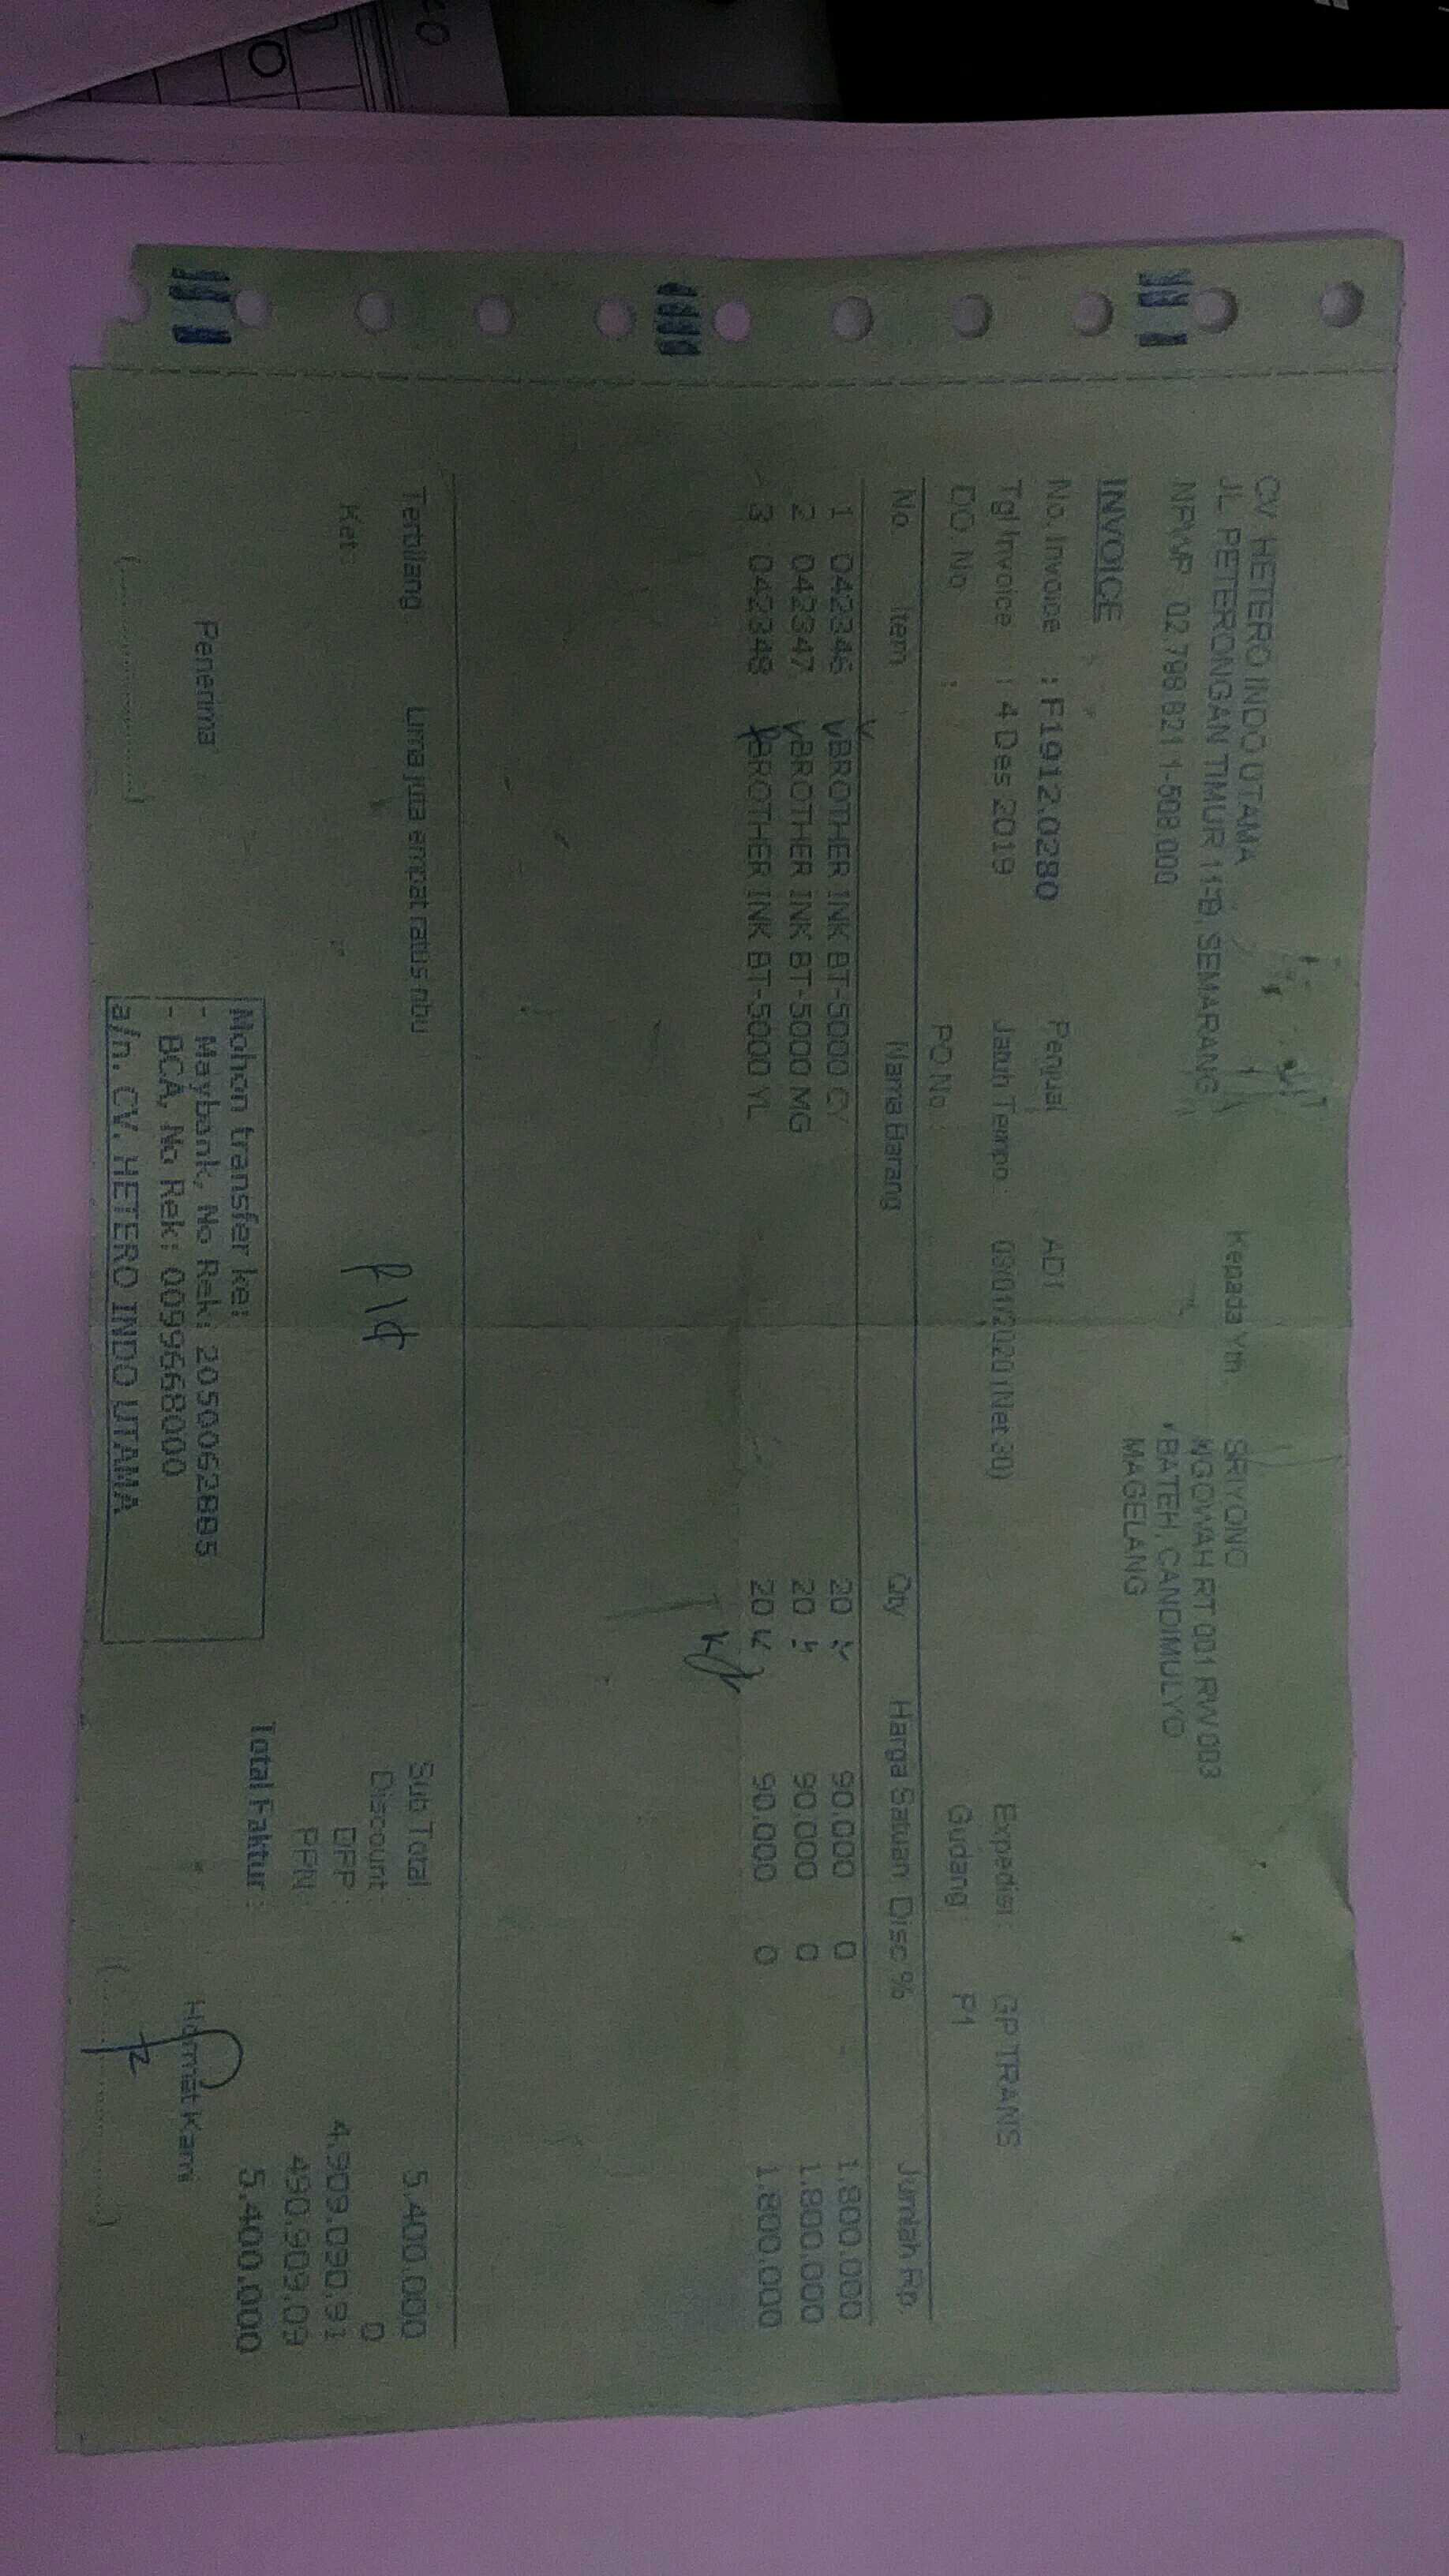 CV. HETERO INDO UTAMA
JL. PETERONGAN TIMUR 11-B, SEMARANG
NPWP 02.798.821.1-508.000
Kepada Yth. SRIYONO
NGOWAH RT 001 RW 003
BATEH, CANDIMULYO
MAGELANG
INVOICE
No. Invoice : F1912.0280 Penjual ADI
Tgl Invoice : 4 Des 2019 Jatuh Tempo : 03/01/2020 (Net 30) Expedisi : GP TRANS
DO. No : PO No : Gudang : P1
No. Item Nama Barang Qty Harga Satuan Disc % Jumlah Rp.
1 042346 BROTHER INK BT-5000 CY 20 90.000 0 1.800.000
2 042347 BROTHER INK BT-5000 MG 20 90.000 0 1.800.000
3 042348 BROTHER INK BT-5000 YL 20 90.000 0 1.800.000
Terbilang Lima juta empat ratus ribu Sub Total : 5.400.000
Discount : 0
Ket : DPP : 4.909.090,91
PPN : 490.909,09
Total Faktur : 5.400.000
Penerima
Hormat Kami
Mohon transfer ke:
- Maybank, No Rek: 2050062885
- BCA, No Rek: 0099668000
a/n. CV. HETERO INDO UTAMA